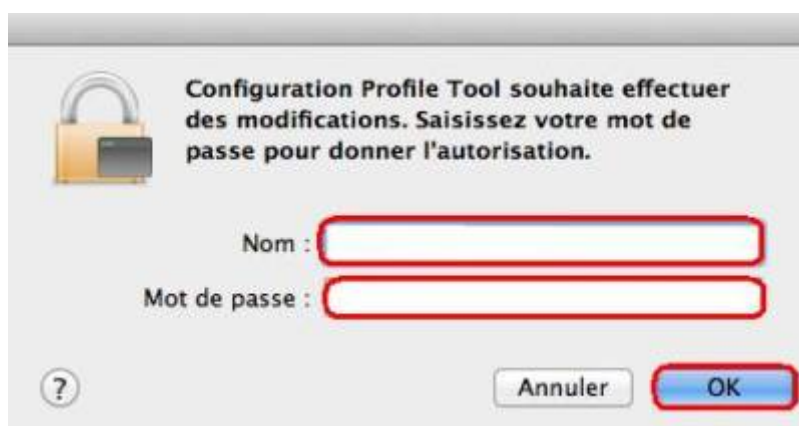 Configuration Profile Tool souhaite effectuer
des modifications. Saisissez votre mot de
passe pour donner l'autorisation.
Nom :
Mot de passe :
?
Annuler
OK